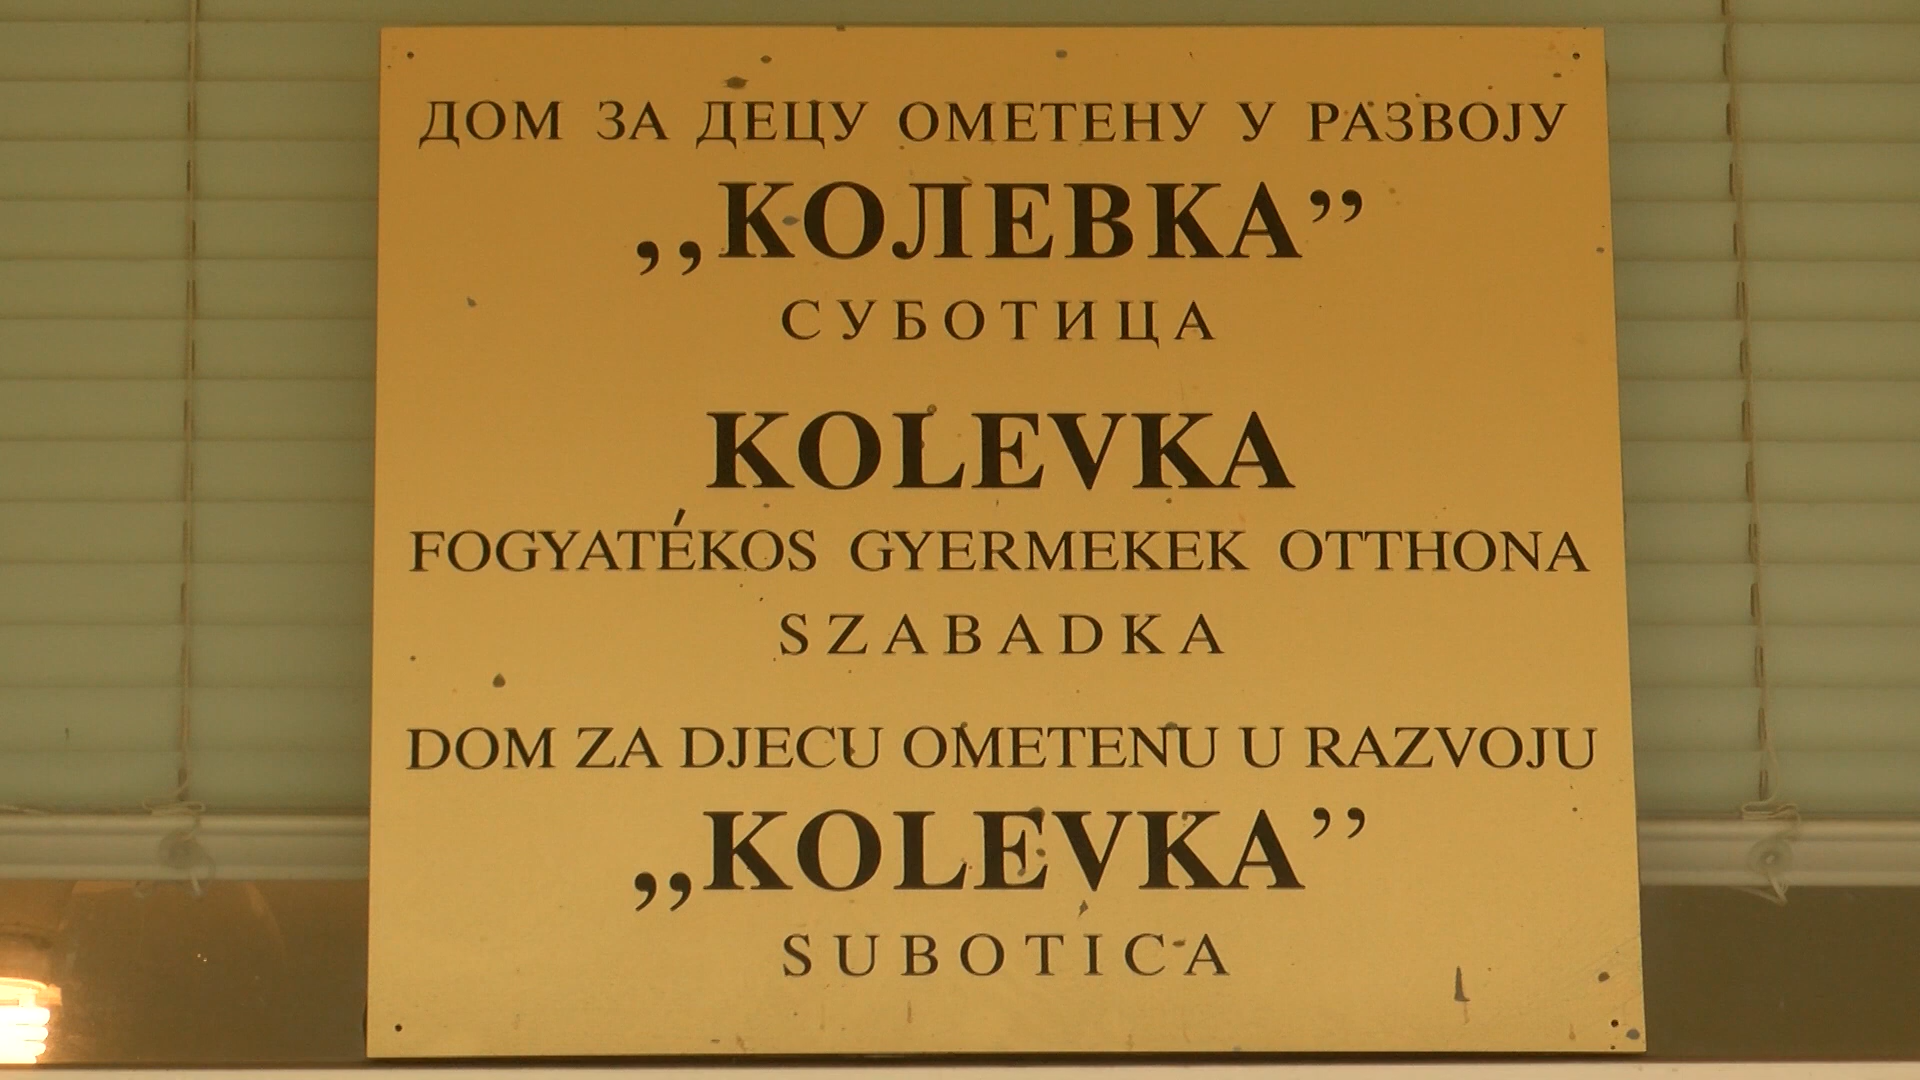 ДОМ ЗА ДЕЦУ ОМЕТЕНУ У РАЗВОЈУ
,,КОЛЕВКА”
СУБОТИЦА
KOLEVKA
FOGYATÉKOS GYERMEKEK OTTHONA
SZABADKA
DOM ZA DJECU OMETENU U RAZVOJU
,,KOLEVKA”
SUBOTICA